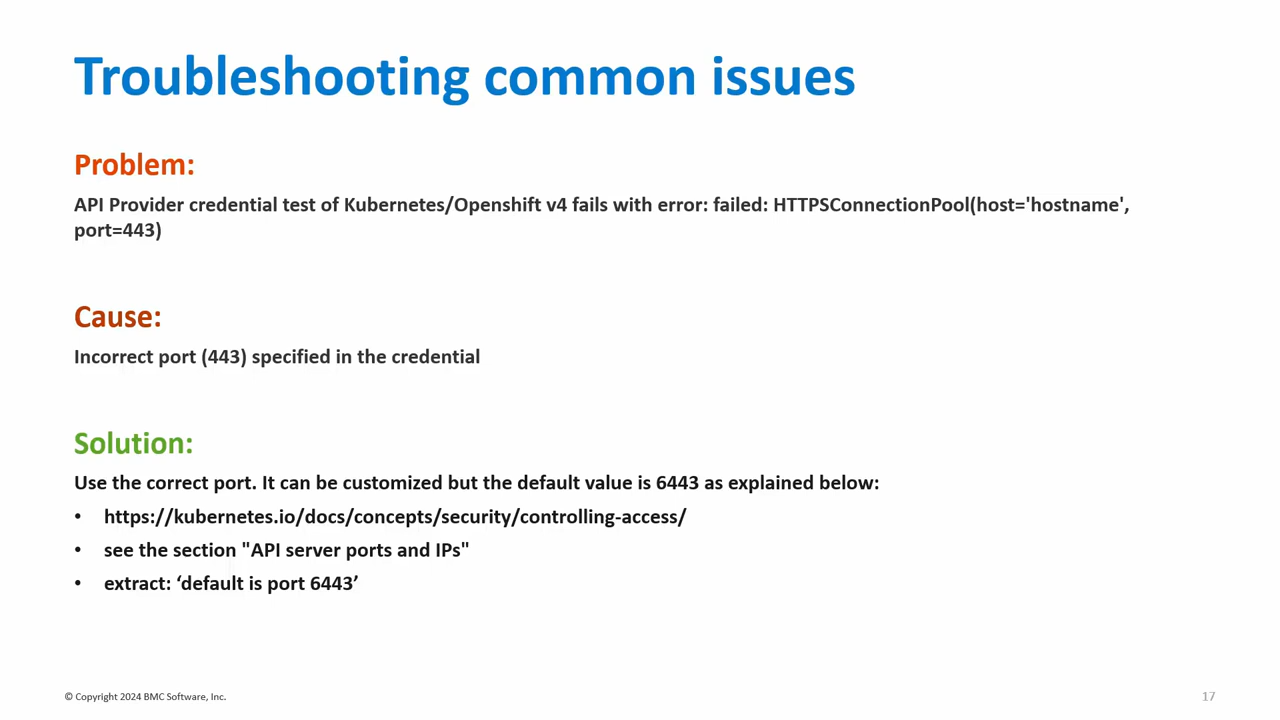 Troubleshooting common issues
Problem:
API Provider credential test of Kubernetes/Openshift v4 fails with error: failed: HTTPSConnectionPool(host='hostname',
port=443)
Cause:
Incorrect port (443) specified in the credential
Solution:
Use the correct port. It can be customized but the default value is 6443 as explained below:
• https://kubernetes.io/docs/concepts/security/controlling-access/
• see the section "API server ports and IPs"
• extract: ‘default is port 6443’
© Copyright 2024 BMC Software, Inc.
17